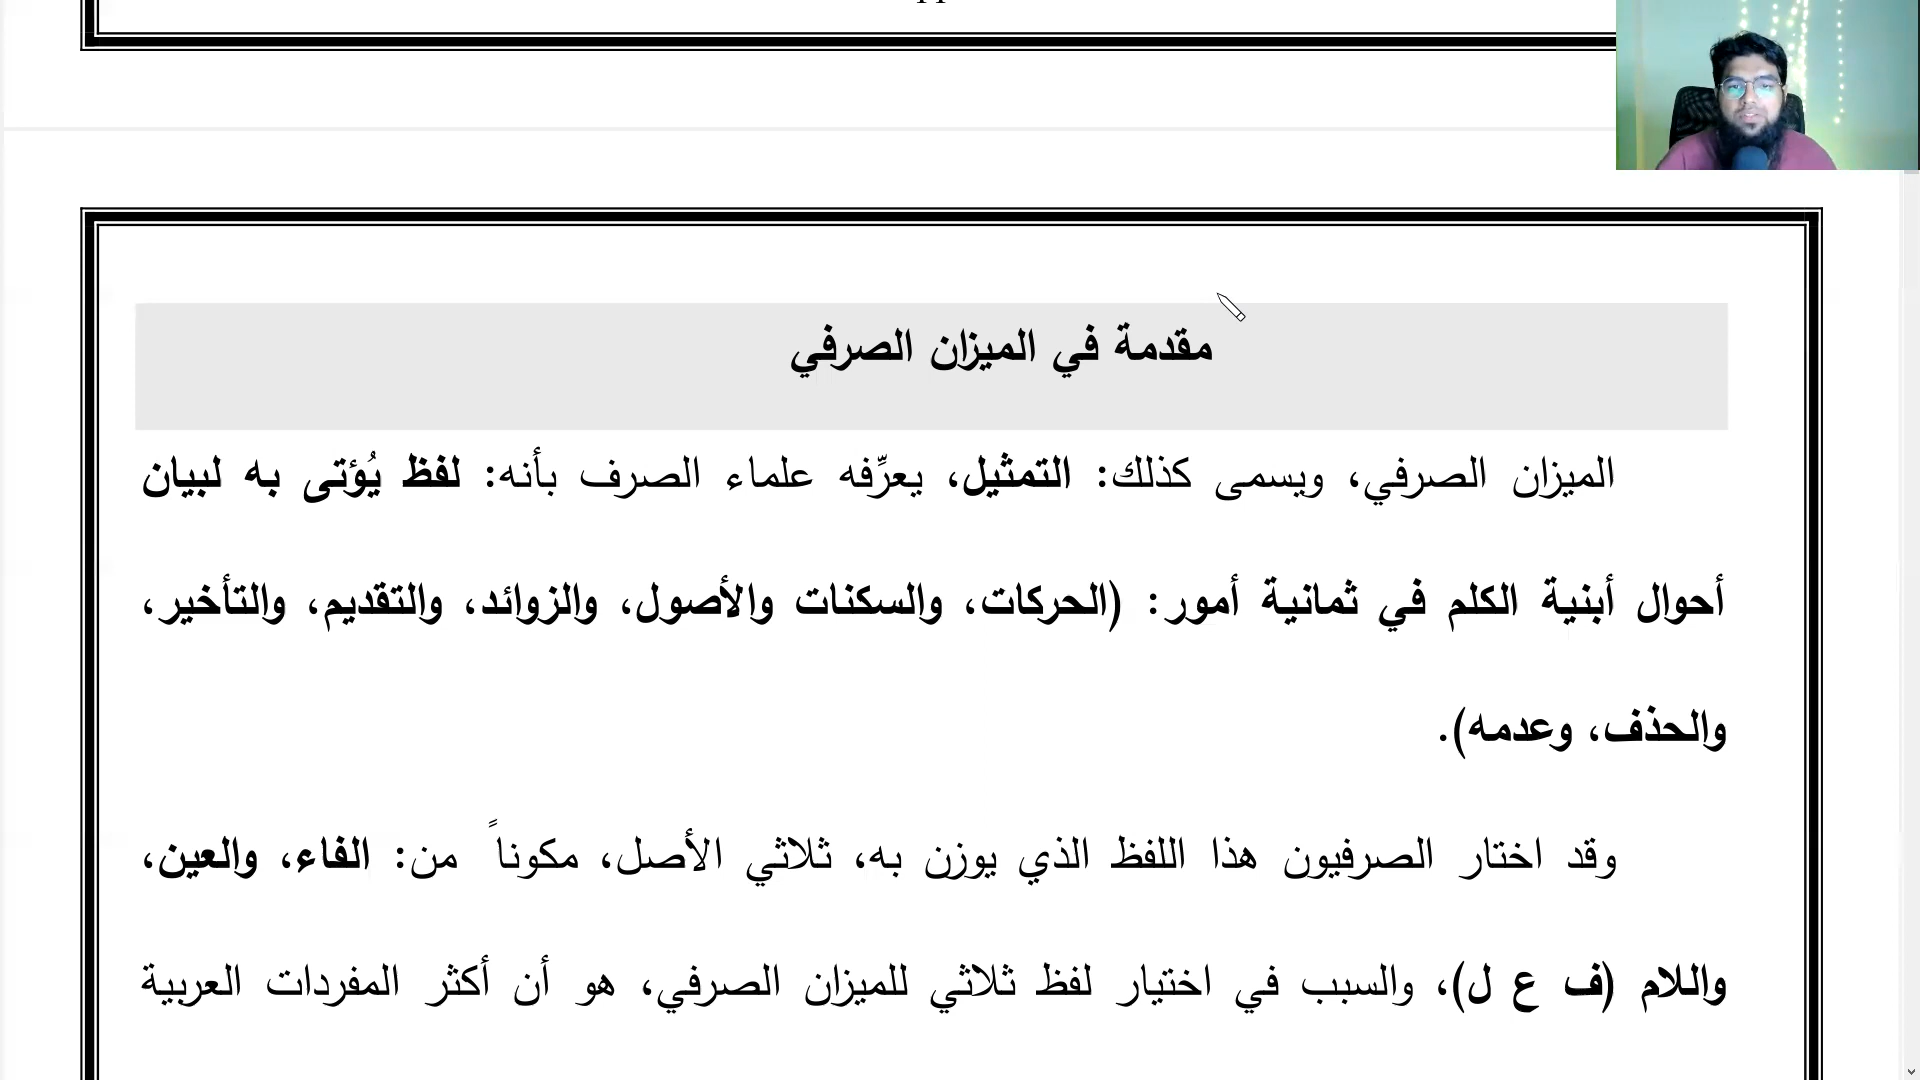 مقدمة في الميزان الصرفي
الميزان الصرفي، ويسمى كذلك: التمثيل، يعرِّفه علماء الصرف بأنه: لفظ يُؤتى به لبيان
أحوال أبنية الكلم في ثمانية أمور: (الحركات، والسكنات والأصول، والزوائد، والتقديم، والتأخير،
والحذف، وعدمه).
وقد اختار الصرفيون هذا اللفظ الذي يوزن به، ثلاثي الأصل، مكوناً من: الفاء، والعين،
واللام (ف ع ل)، والسبب في اختيار لفظ ثلاثي للميزان الصرفي، هو أن أكثر المفردات العربية